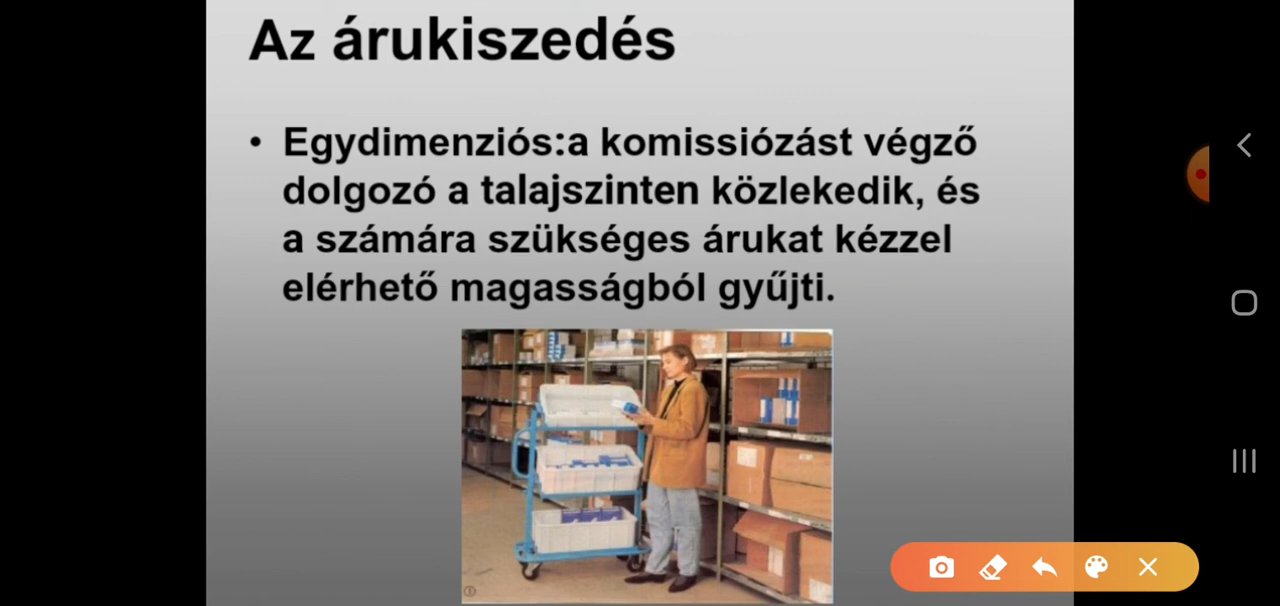 Az árukiszedés
• Egydimenziós:a komissiózást végző
dolgozó a talajszinten közlekedik, és
a számára szükséges árukat kézzel
elérhető magasságból gyűjti.